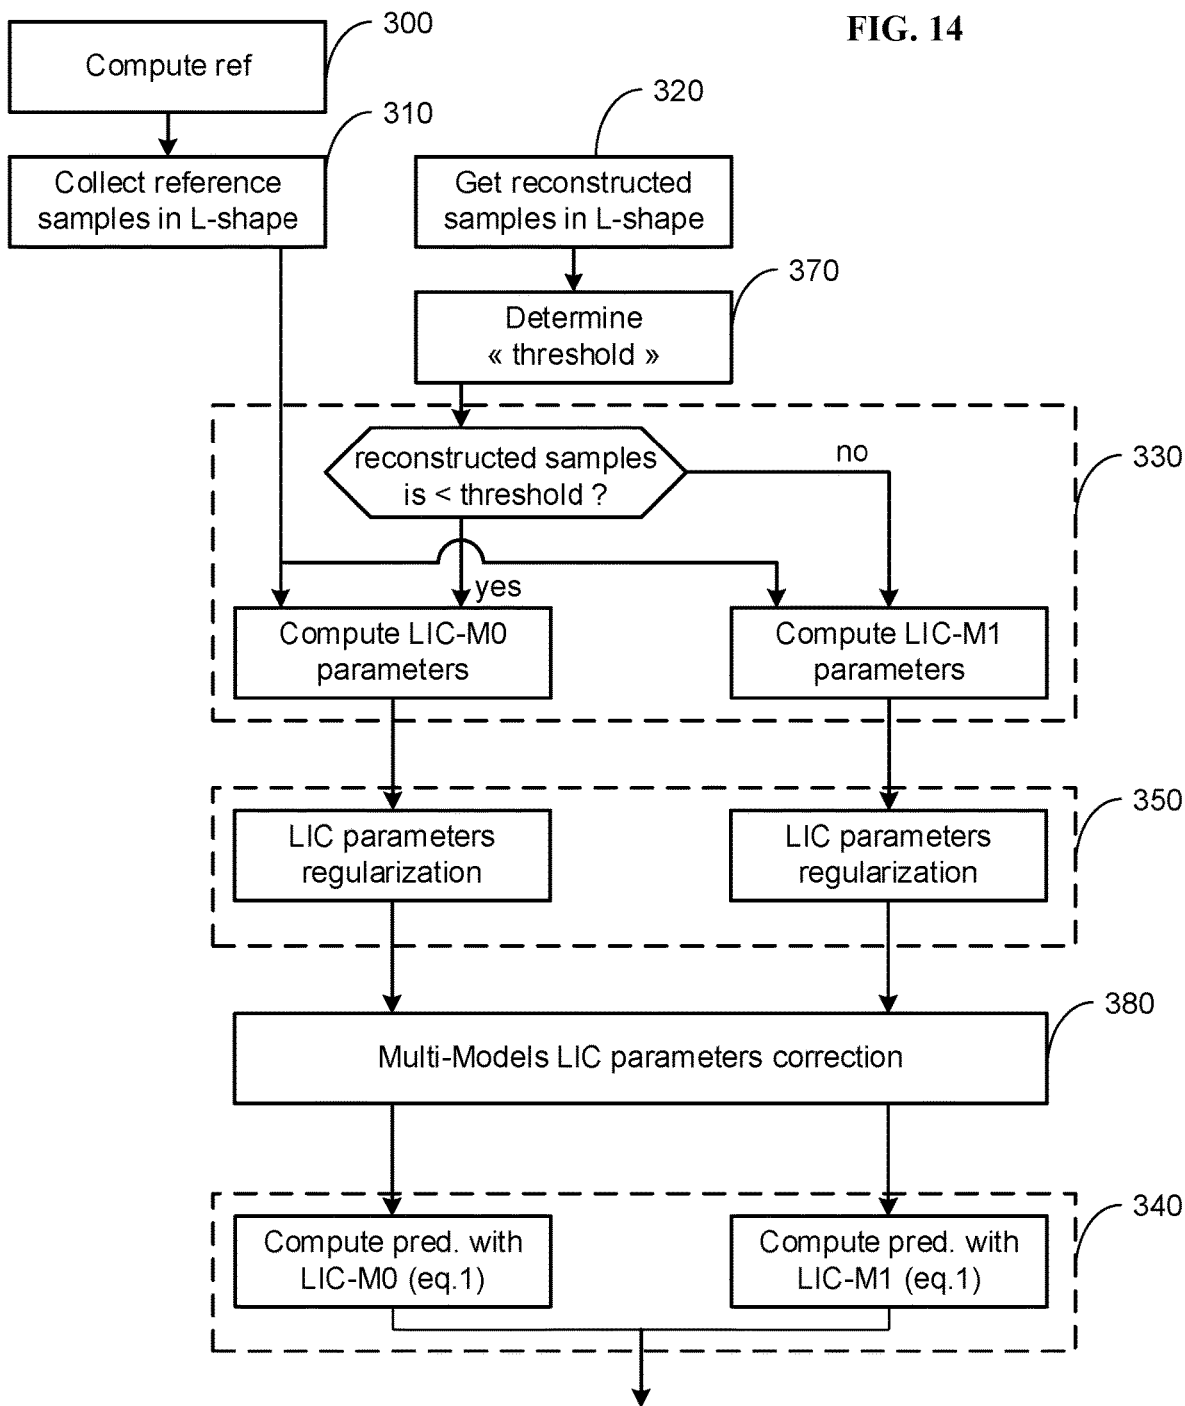 FIG. 14
300
Compute ref
310
320
Collect reference
samples in L-shape
Get reconstructed
samples in L-shape
370
Determine
« threshold »
reconstructed samples
is < threshold ?
no
330
yes
Compute LIC-M0
parameters
Compute LIC-M1
parameters
350
LIC parameters
regularization
LIC parameters
regularization
380
Multi-Models LIC parameters correction
340
Compute pred. with
LIC-M0 (eq.1)
Compute pred. with
LIC-M1 (eq.1)